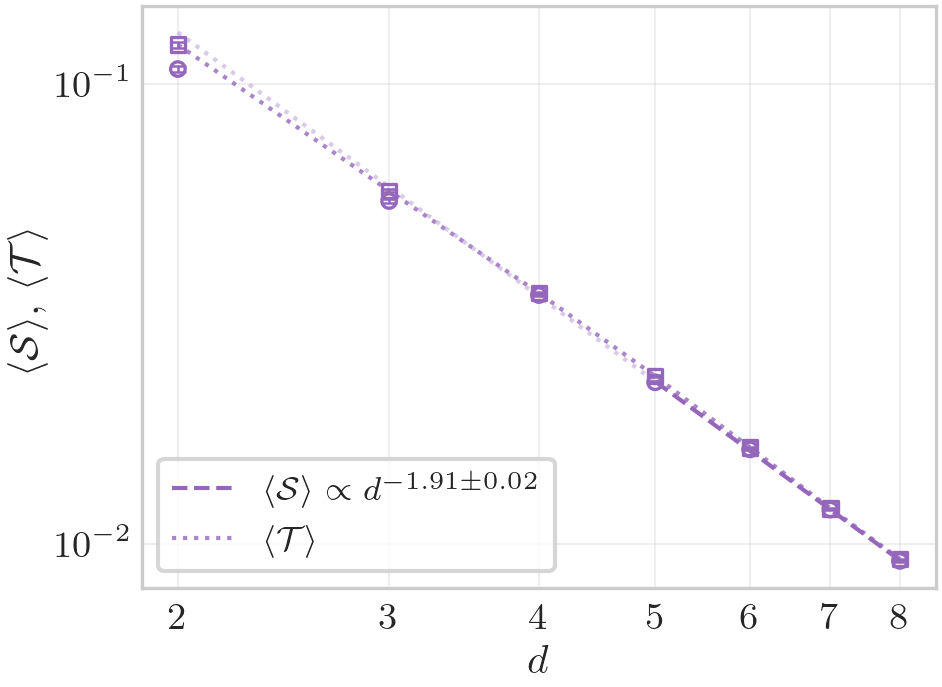 10⁻¹
10⁻²
⟨𝒮⟩, ⟨𝒯⟩
⟨𝒮⟩ ∝ d^{−1.91±0.02}
⟨𝒯⟩
2 3 4 5 6 7 8
d